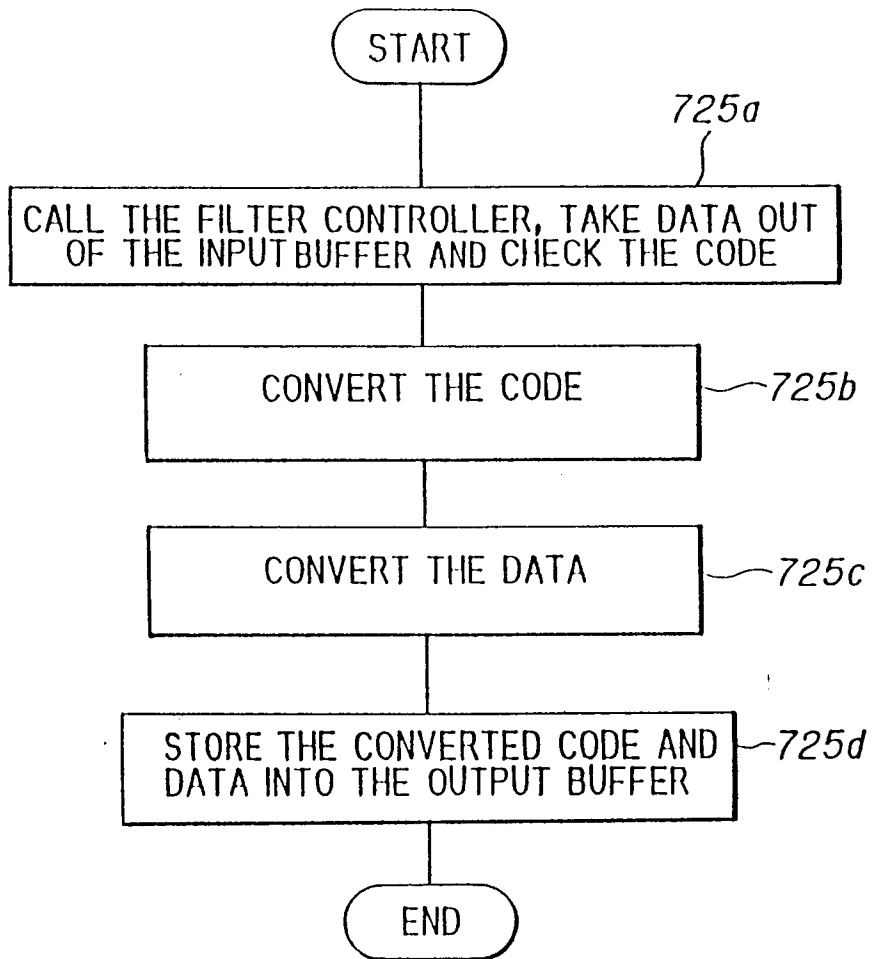 START
725a
CALL THE FILTER CONTROLLER, TAKE DATA OUT
OF THE INPUT BUFFER AND CHECK THE CODE
CONVERT THE CODE
725b
CONVERT THE DATA
725c
STORE THE CONVERTED CODE AND
DATA INTO THE OUTPUT BUFFER
725d
END